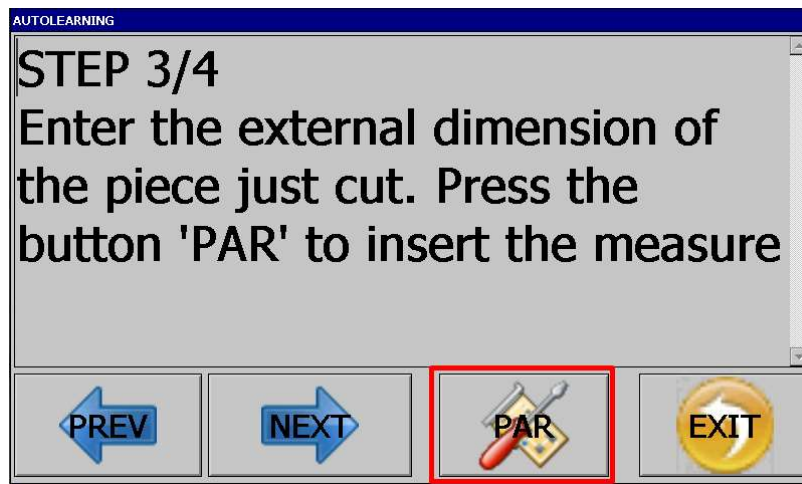 AUTOLEARNING
STEP 3/4
Enter the external dimension of
the piece just cut. Press the
button 'PAR' to insert the measure
PREV
NEXT
PAR
EXIT